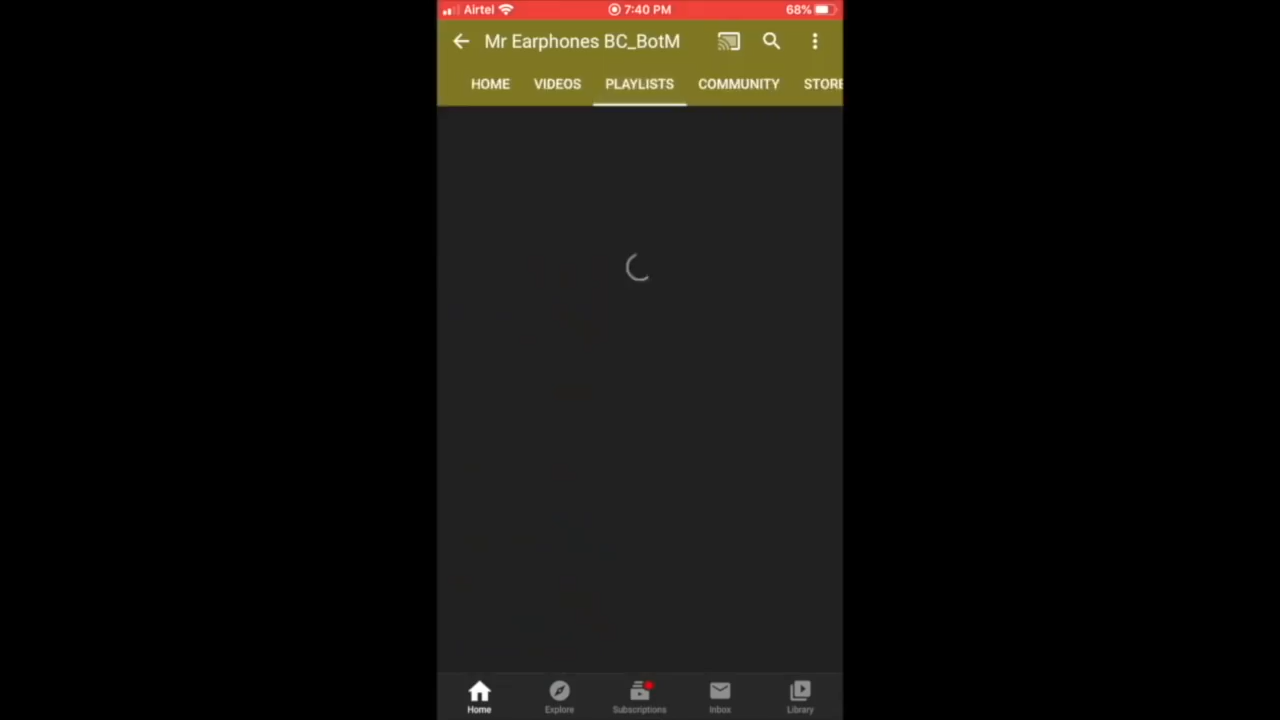 Airtel 7:40 PM 68%
Mr Earphones BC_BotM
HOME VIDEOS PLAYLISTS COMMUNITY STORE
Home Explore Subscriptions Inbox Library